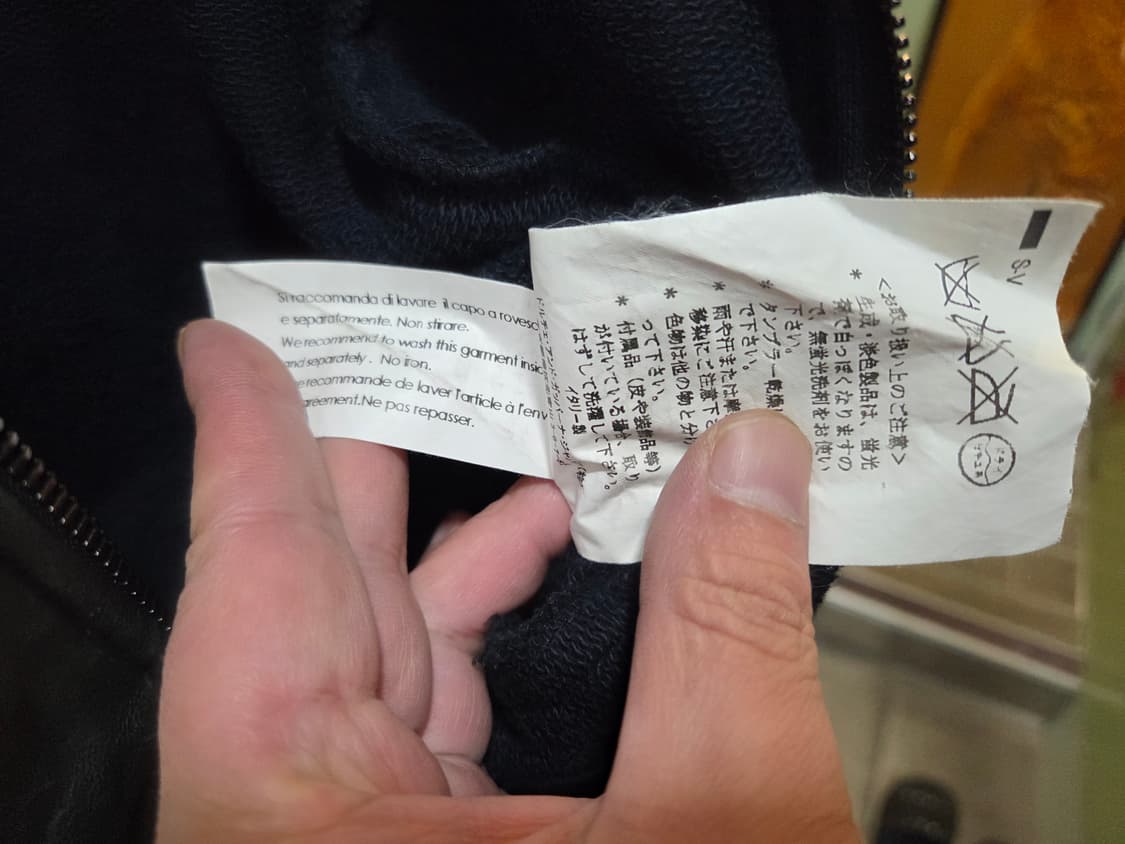 Si raccomanda di lavare il capo a rovesc
e separatamente. Non stirare.
We recommend to wash this garment insid
and separately. No iron.
recommande de laver l'article à l'env
Ne pas repasser.
S-V
<お取り扱い上のご注意>
* 生成・淡色製品は、蛍光
剤で白っぽくなりますの
で、無蛍光洗剤をお使い
下さい。
* タンブラー乾燥
で下さい。
* 雨や汗または
移染にご注意下
* 色物は他の物と分け
って下さい。
* 付属品(皮や装飾品等)
が付いている場合、取り
はずして洗濯して下さい。
イタリー製